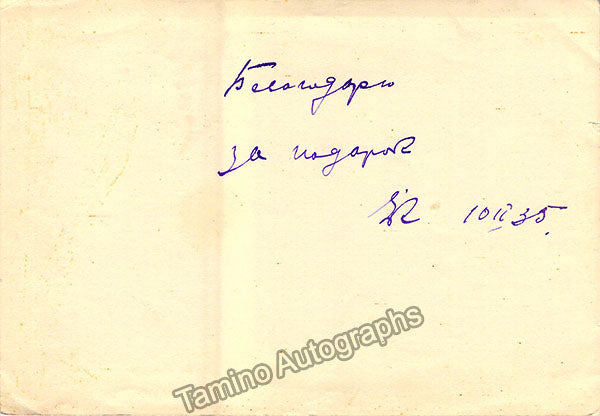 Благодарю
за подарок
10 II 35.
Tamino Autographs